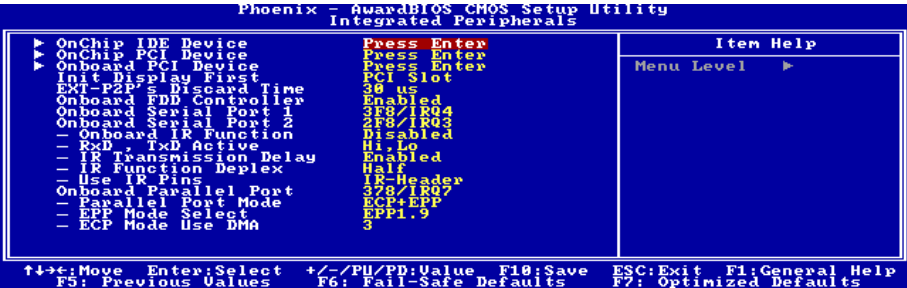 Phoenix - AwardBIOS CMOS Setup Utility
Integrated Peripherals
► OnChip IDE Device Press Enter
► OnChip PCI Device Press Enter
► Onboard PCI Device Press Enter
Init Display First PCI Slot
EXT-P2P's Discard Time 30 us
Onboard FDD Controller Enabled
Onboard Serial Port 1 3F8/IRQ4
Onboard Serial Port 2 2F8/IRQ3
– Onboard IR Function Disabled
– RxD , TxD Active Hi,Lo
– IR Transmission Delay Enabled
– IR Function Deplex Half
– Use IR Pins IR-Header
Onboard Parallel Port 378/IRQ7
– Parallel Port Mode ECP+EPP
– EPP Mode Select EPP1.9
– ECP Mode Use DMA 3
Item Help
Menu Level ►
↑↓→←:Move Enter:Select +/-/PU/PD:Value F10:Save ESC:Exit F1:General Help
F5: Previous Values F6: Fail-Safe Defaults F7: Optimized Defaults